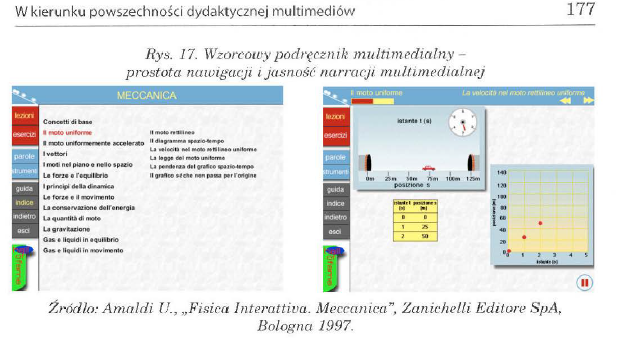 W kierunku powszechności dydaktycznej multimediów 177
Rys. 17. Wzorcowy podręcznik multimedialny –
prostota nawigacji i jasność narracji multimedialnej
MECCANICA
lezioni
esercizi
parole
strumenti
guida
indice
indietro
esci
Concetti di base
Il moto uniforme
Il moto uniformemente accelerato
I vettori
I moti nel piano e nello spazio
Le forze e l'equilibrio
I principi della dinamica
Le forze e il movimento
La conservazione dell'energia
La quantità di moto
La gravitazione
Gas e liquidi in equilibrio
Gas e liquidi in movimento
Il moto rettilineo
Il diagramma spazio-tempo
La velocità nel moto rettilineo uniforme
La legge del moto uniforme
La pendenza del grafico spazio-tempo
Il grafico s ché non passa per l'origine
Il moto uniforme
La velocità nel moto rettilineo uniforme
lezioni
esercizi
parole
strumenti
guida
indice
indietro
esci
istante t (s)
0m 25m 50m 75m 100m 125m
posizione s
istante t posizione s
(s) (m)
0 0
1 25
2 50
posizione (m)
140
120
100
80
60
40
20
0
0 1 2 3 4 5
istante (s)
Źródło: Amaldi U., „Fisica Interattiva. Meccanica”, Zanichelli Editore SpA,
Bologna 1997.